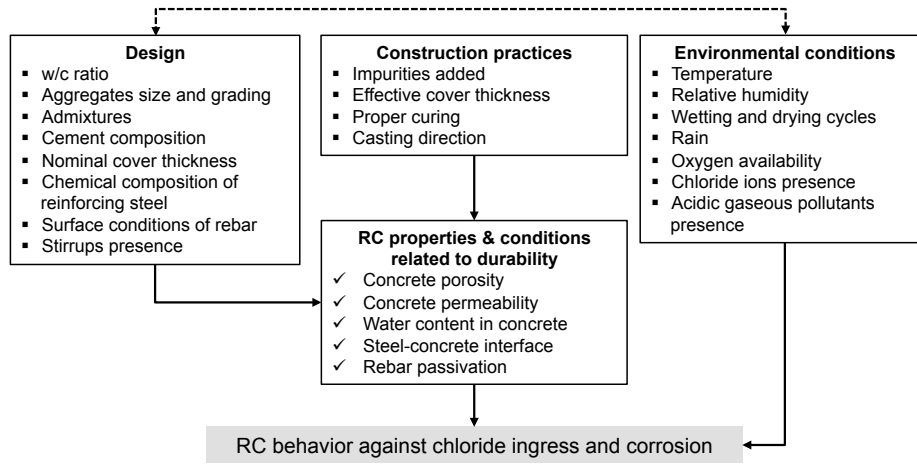 Design
w/c ratio
Aggregates size and grading
Admixtures
Cement composition
Nominal cover thickness
Chemical composition of
reinforcing steel
Surface conditions of rebar
Stirrups presence
Construction practices
Impurities added
Effective cover thickness
Proper curing
Casting direction
Environmental conditions
Temperature
Relative humidity
Wetting and drying cycles
Rain
Oxygen availability
Chloride ions presence
Acidic gaseous pollutants
presence
RC properties & conditions
related to durability
Concrete porosity
Concrete permeability
Water content in concrete
Steel-concrete interface
Rebar passivation
RC behavior against chloride ingress and corrosion